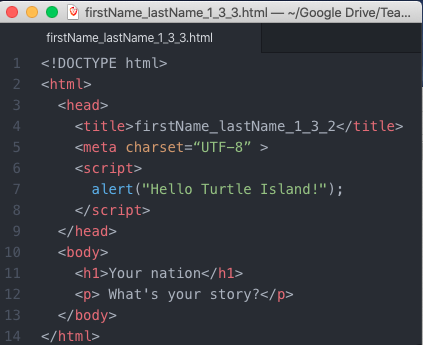 firstName_lastName_1_3_3.html — ~/Google Drive/Tea...
firstName_lastName_1_3_3.html
1 <!DOCTYPE html>
2 <html>
3 <head>
4 <title>firstName_lastName_1_3_2</title>
5 <meta charset=“UTF-8” >
6 <script>
7 alert("Hello Turtle Island!");
8 </script>
9 </head>
10 <body>
11 <h1>Your nation</h1>
12 <p> What's your story?</p>
13 </body>
14 </html>